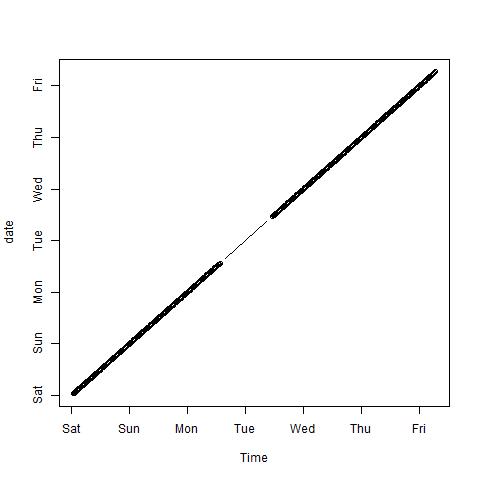 date
Fri
Thu
Wed
Tue
Mon
Sun
Sat
Sat Sun Mon Tue Wed Thu Fri
Time